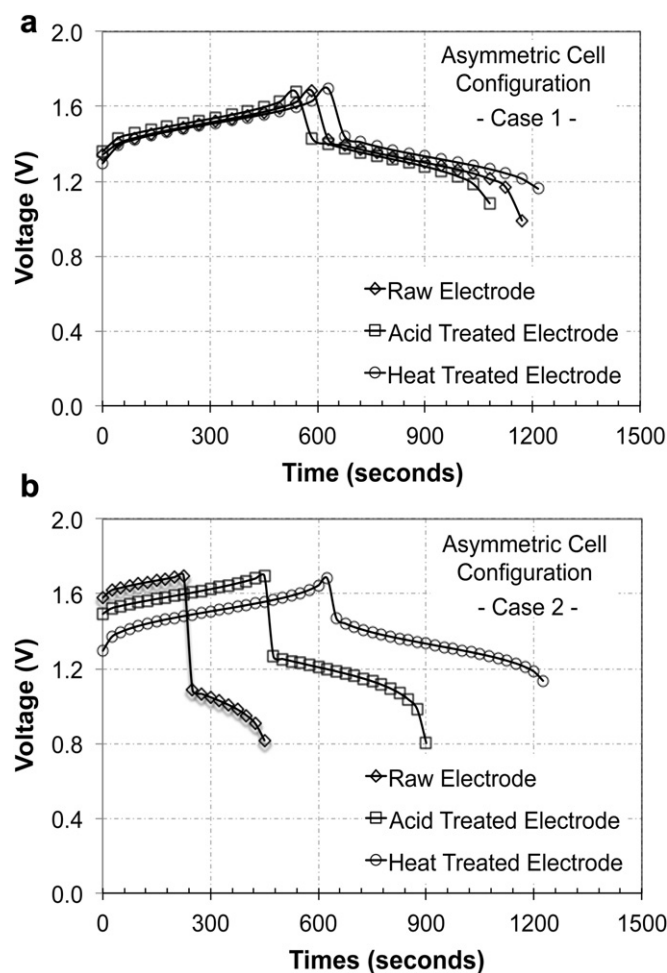 a
2.0
Asymmetric Cell
Configuration
- Case 1 -
1.6
1.2
0.8
0.4
0.0
Voltage (V)
Raw Electrode
Acid Treated Electrode
Heat Treated Electrode
0 300 600 900 1200 1500
Time (seconds)
b
2.0
Asymmetric Cell
Configuration
- Case 2 -
1.6
1.2
0.8
0.4
0.0
Voltage (V)
Raw Electrode
Acid Treated Electrode
Heat Treated Electrode
0 300 600 900 1200 1500
Times (seconds)